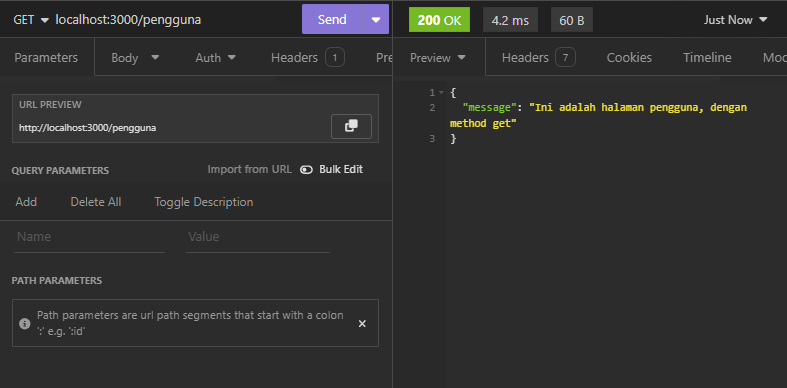 GET localhost:3000/pengguna Send
Parameters Body Auth Headers 1 Pre
URL PREVIEW
http://localhost:3000/pengguna
QUERY PARAMETERS Import from URL Bulk Edit
Add Delete All Toggle Description
Name Value
PATH PARAMETERS
Path parameters are url path segments that start with a colon
':' e.g. ':id'
200 OK 4.2 ms 60 B Just Now
Preview Headers 7 Cookies Timeline Moc
1 {
2 "message": "Ini adalah halaman pengguna, dengan
method get"
3 }